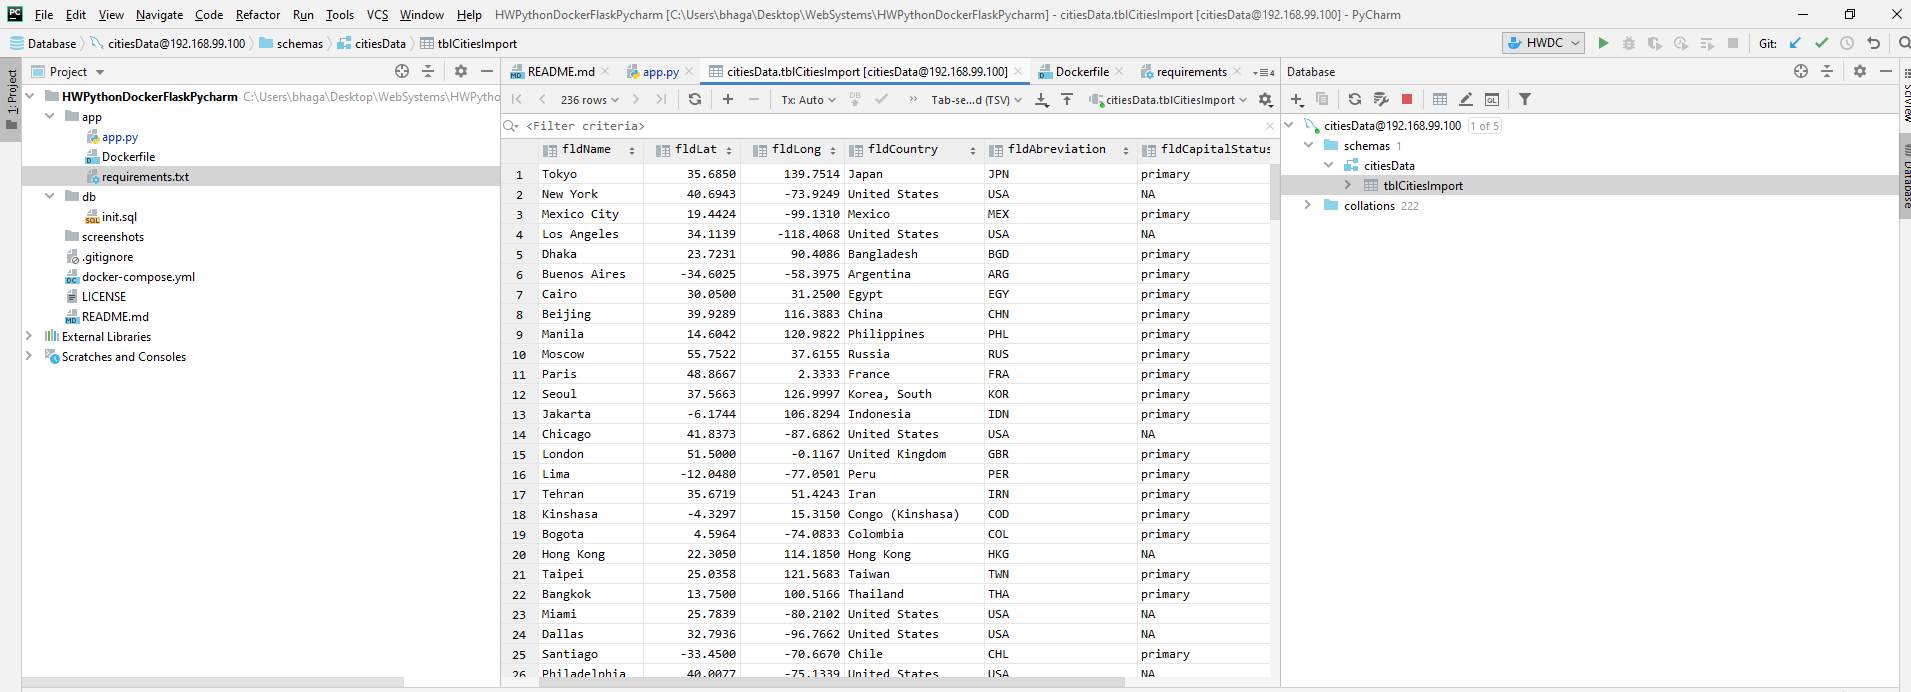 File Edit View Navigate Code Refactor Run Tools VCS Window Help HWPythonDockerFlaskPycharm [C:\Users\bhaga\Desktop\WebSystems\HWPythonDockerFlaskPycharm] - citiesData.tblCitiesImport [citiesData@192.168.99.100] - PyCharm
Database citiesData@192.168.99.100 schemas citiesData tblCitiesImport HWDC Git:
1: Project
Project
HWPythonDockerFlaskPycharm C:\Users\bhaga\Desktop\WebSystems\HWPytho
app
app.py
Dockerfile
requirements.txt
db
init.sql
screenshots
.gitignore
docker-compose.yml
LICENSE
README.md
External Libraries
Scratches and Consoles
README.md app.py citiesData.tblCitiesImport [citiesData@192.168.99.100] Dockerfile requirements 4
236 rows Tx: Auto DB Tab-se...d (TSV) citiesData.tblCitiesImport
<Filter criteria>
fldName fldLat fldLong fldCountry fldAbreviation fldCapitalStatus
1 Tokyo 35.6850 139.7514 Japan JPN primary
2 New York 40.6943 -73.9249 United States USA NA
3 Mexico City 19.4424 -99.1310 Mexico MEX primary
4 Los Angeles 34.1139 -118.4068 United States USA NA
5 Dhaka 23.7231 90.4086 Bangladesh BGD primary
6 Buenos Aires -34.6025 -58.3975 Argentina ARG primary
7 Cairo 30.0500 31.2500 Egypt EGY primary
8 Beijing 39.9289 116.3883 China CHN primary
9 Manila 14.6042 120.9822 Philippines PHL primary
10 Moscow 55.7522 37.6155 Russia RUS primary
11 Paris 48.8667 2.3333 France FRA primary
12 Seoul 37.5663 126.9997 Korea, South KOR primary
13 Jakarta -6.1744 106.8294 Indonesia IDN primary
14 Chicago 41.8373 -87.6862 United States USA NA
15 London 51.5000 -0.1167 United Kingdom GBR primary
16 Lima -12.0480 -77.0501 Peru PER primary
17 Tehran 35.6719 51.4243 Iran IRN primary
18 Kinshasa -4.3297 15.3150 Congo (Kinshasa) COD primary
19 Bogota 4.5964 -74.0833 Colombia COL primary
20 Hong Kong 22.3050 114.1850 Hong Kong HKG NA
21 Taipei 25.0358 121.5683 Taiwan TWN primary
22 Bangkok 13.7500 100.5166 Thailand THA primary
23 Miami 25.7839 -80.2102 United States USA NA
24 Dallas 32.7936 -96.7662 United States USA NA
25 Santiago -33.4500 -70.6670 Chile CHL primary
26 Philadelphia 40.0077 -75.1339 United States USA NA
Database
citiesData@192.168.99.100 1 of 5
schemas 1
citiesData
tblCitiesImport
collations 222
Database